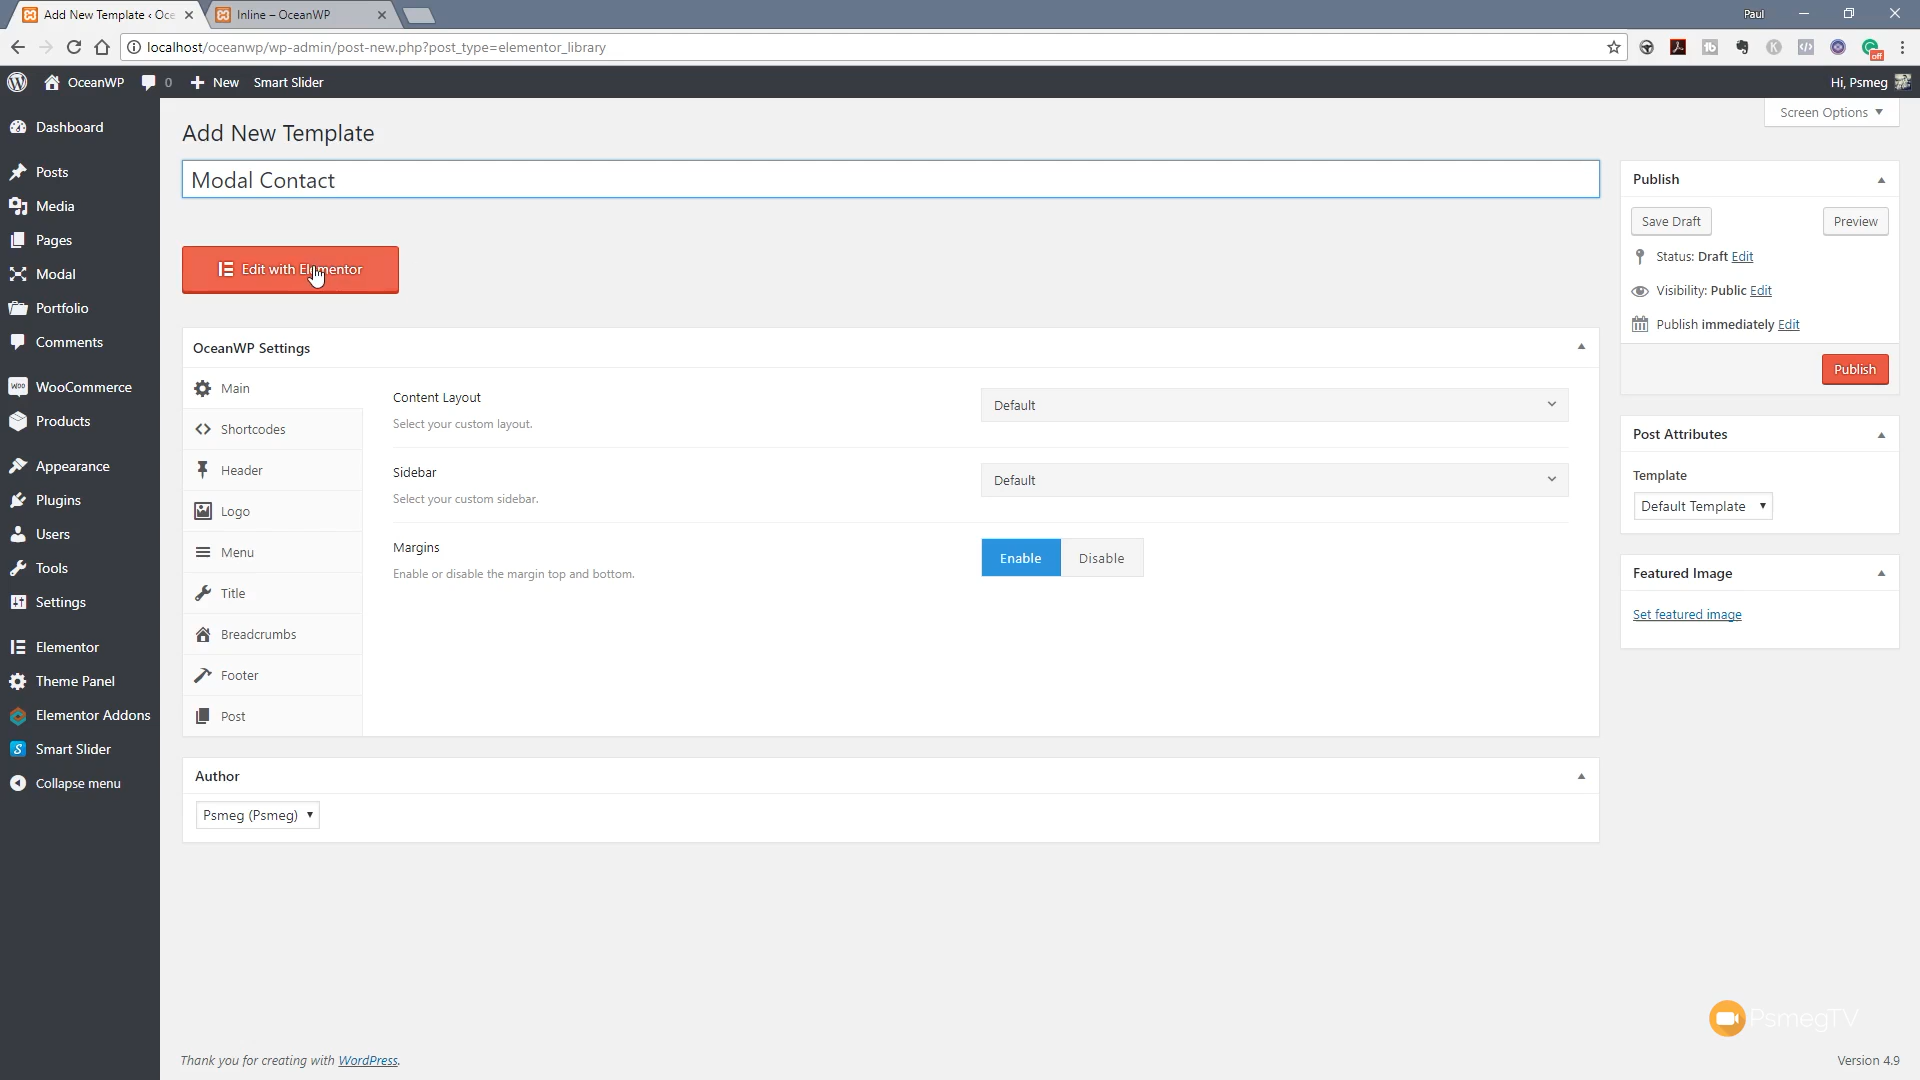 Add New Template ‹ Oce
Inline – OceanWP
Paul
localhost/oceanwp/wp-admin/post-new.php?post_type=elementor_library
off
OceanWP
0
New
Smart Slider
Hi, Psmeg
Dashboard
Posts
Media
Pages
Modal
Portfolio
Comments
WooCommerce
Products
Appearance
Plugins
Users
Tools
Settings
Elementor
Theme Panel
Elementor Addons
Smart Slider
Collapse menu
Screen Options
Add New Template
Modal Contact
Edit with Elementor
OceanWP Settings
Main
Shortcodes
Header
Logo
Menu
Title
Breadcrumbs
Footer
Post
Content Layout
Select your custom layout.
Default
Sidebar
Select your custom sidebar.
Default
Margins
Enable or disable the margin top and bottom.
Enable
Disable
Author
Psmeg (Psmeg)
Publish
Save Draft
Preview
Status: Draft Edit
Visibility: Public Edit
Publish immediately Edit
Publish
Post Attributes
Template
Default Template
Featured Image
Set featured image
PsmegTV
Thank you for creating with WordPress.
Version 4.9